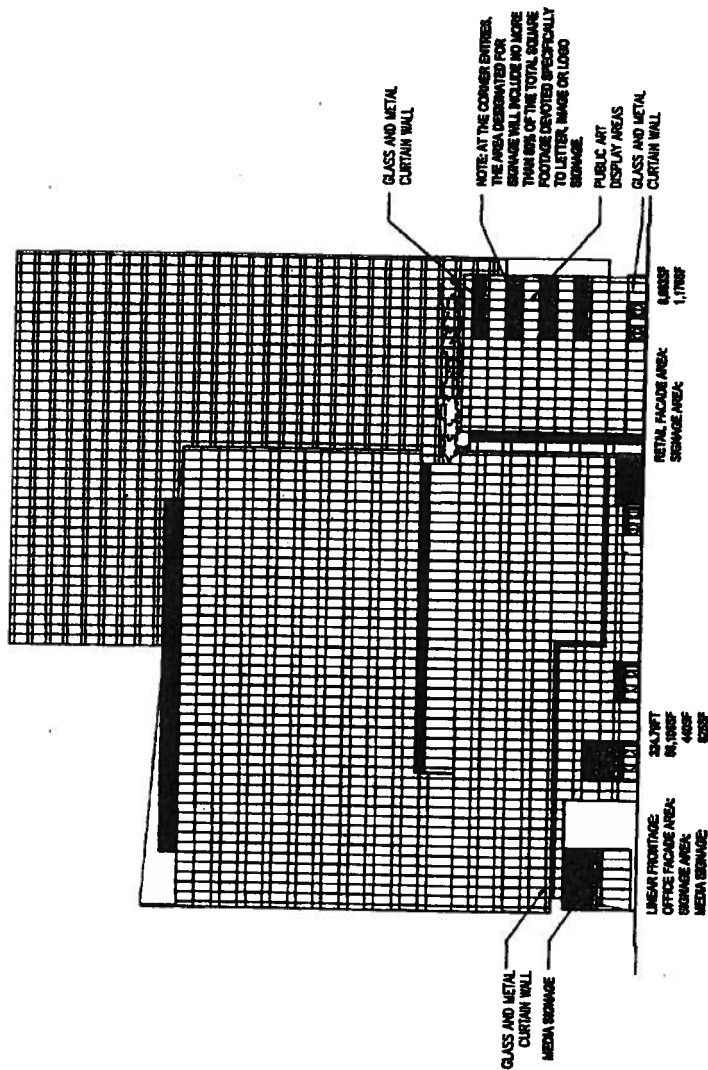 GLASS AND METAL
CURTAIN WALL
MEDIA SIGNAGE
LINEAR FRONTAGE:
OFFICE FACADE AREA:
SIGNAGE AREA:
MEDIA SIGNAGE:
RETAIL FACADE AREA:
SIGNAGE AREA:
GLASS AND METAL
CURTAIN WALL
NOTE: AT THE CORNER ENTRIES,
THE AREA DESIGNATED FOR
SIGNAGE WILL INCLUDE NO MORE
THAN OF THE TOTAL SQUARE
FOOTAGE DEVOTED SPECIFICALLY
TO LETTER, IMAGE OR LOGO
SIGNAGE.
PUBLIC ART
DISPLAY AREAS
GLASS AND METAL
CURTAIN WALL